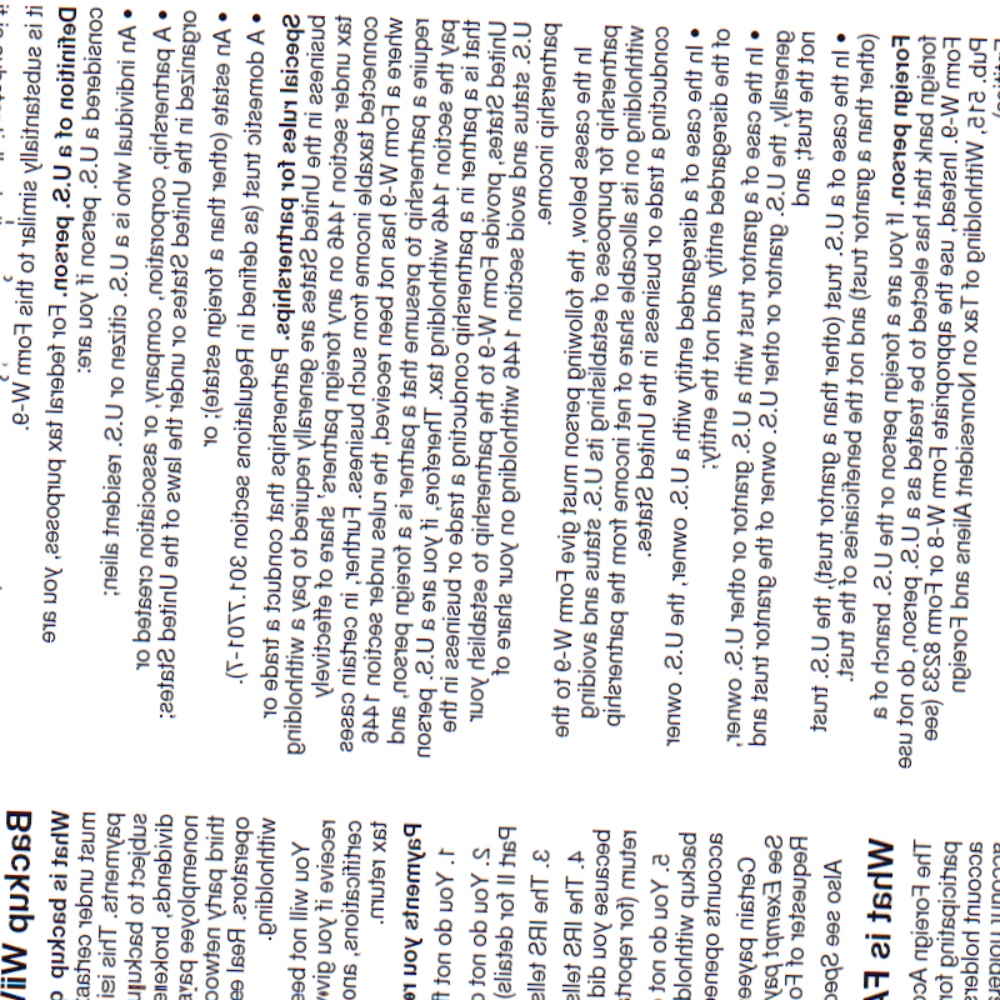 it is substantially similar to this Form W-9.
Definition of a U.S. person. For federal tax purposes, you are
considered a U.S. person if you are:
• An individual who is a U.S. citizen or U.S. resident alien;
• A partnership, corporation, company, or association created or
organized in the United States or under the laws of the United States;
• An estate (other than a foreign estate); or
• A domestic trust (as defined in Regulations section 301.7701-7).
Special rules for partnerships. Partnerships that conduct a trade or
business in the United States are generally required to pay a withholding
tax under section 1446 on any foreign partners' share of effectively
connected taxable income from such business. Further, in certain cases
where a Form W-9 has not been received, the rules under section 1446
require a partnership to presume that a partner is a foreign person, and
pay the section 1446 withholding tax. Therefore, if you are a U.S. person
that is a partner in a partnership conducting a trade or business in the
United States, provide Form W-9 to the partnership to establish your
U.S. status and avoid section 1446 withholding on your share of
partnership income.
In the cases below, the following person must give Form W-9 to the
partnership for purposes of establishing its U.S. status and avoiding
withholding on its allocable share of net income from the partnership
conducting a trade or business in the United States.
• In the case of a disregarded entity with a U.S. owner, the U.S. owner
of the disregarded entity and not the entity;
• In the case of a grantor trust with a U.S. grantor or other U.S. owner,
generally, the U.S. grantor or other U.S. owner of the grantor trust and
not the trust; and
• In the case of a U.S. trust (other than a grantor trust), the U.S. trust
(other than a grantor trust) and not the beneficiaries of the trust.
Foreign person. If you are a foreign person or the U.S. branch of a
foreign bank that has elected to be treated as a U.S. person, do not use
Form W-9. Instead, use the appropriate Form W-8 or Form 8233 (see
Pub. 515, Withholding of Tax on Nonresident Aliens and Foreign
Backup Wi
What is backup
must under certa
payments. This i
subject to backu
dividends, broke
nonemployee pa
third party netwo
operators. Real e
withholding.
You will not be
receive if you giv
certifications, an
tax return.
Payments you re
1. You do not f
2. You do not
part II for details)
3. The IRS tells
4. The IRS tells
because you did
return (for repor
5. You do not
backup withhold
accounts opene
Certain payee
See Exempt pay
Requester of Fo
Also see Spec
What is FA
The Foreign Acc
participating for
account holders